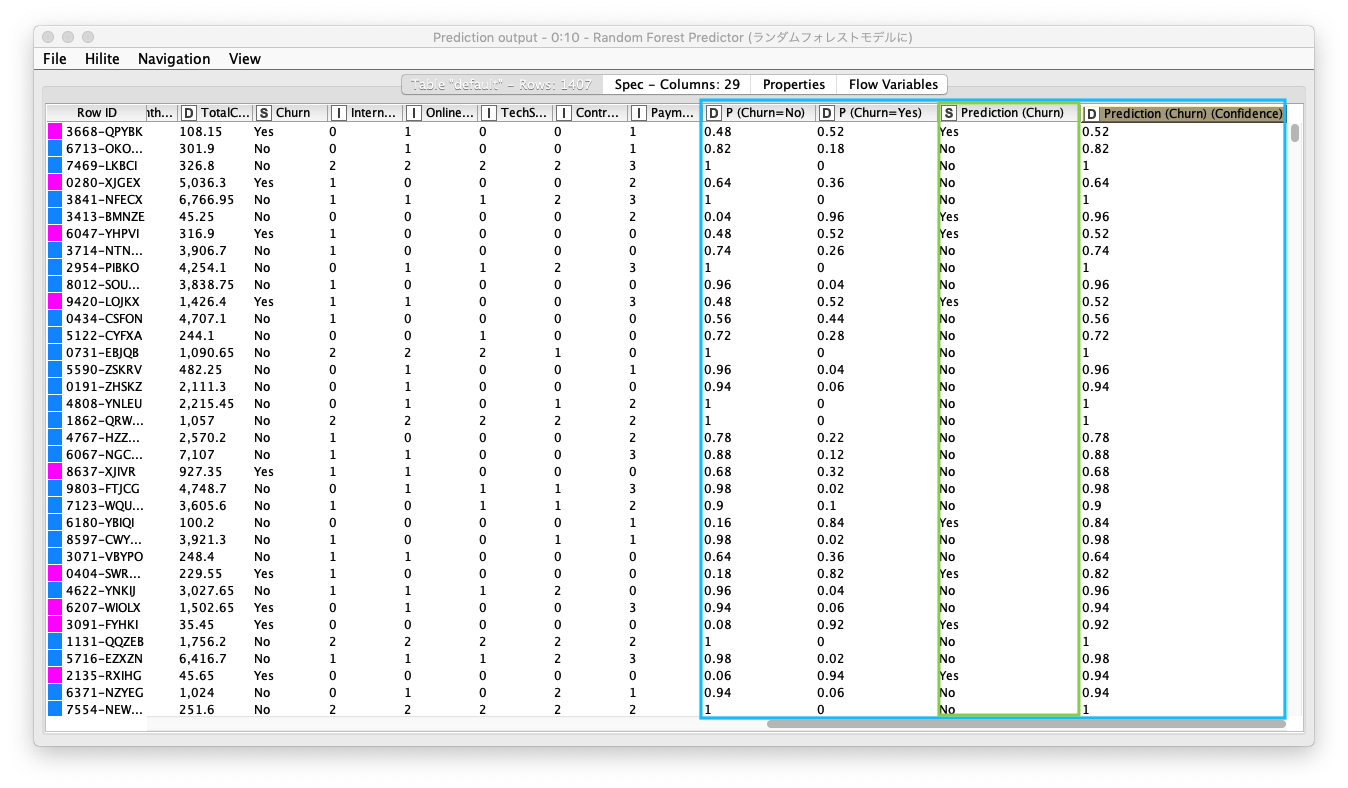 Prediction output - 0:10 - Random Forest Predictor (ランダムフォレストモデルに)
File Hilite Navigation View
Table "default" - Rows: 1407 Spec - Columns: 29 Properties Flow Variables
Row ID nth... D TotalC... S Churn I Intern... I Online... I TechS... I Contr... I Paym... D P (Churn=No) D P (Churn=Yes) S Prediction (Churn) D Prediction (Churn) (Confidence)
3668-QPYBK 108.15 Yes 0 1 0 0 1 0.48 0.52 Yes 0.52
6713-OKO... 301.9 No 0 1 0 0 1 0.82 0.18 No 0.82
7469-LKBCI 326.8 No 2 2 2 2 3 1 0 No 1
0280-XJGEX 5,036.3 Yes 1 0 0 0 2 0.64 0.36 No 0.64
3841-NFECX 6,766.95 No 1 1 1 2 3 1 0 No 1
3413-BMNZE 45.25 No 0 0 0 0 2 0.04 0.96 Yes 0.96
6047-YHPVI 316.9 Yes 1 0 0 0 0 0.48 0.52 Yes 0.52
3714-NTN... 3,906.7 No 1 0 0 0 0 0.74 0.26 No 0.74
2954-PIBKO 4,254.1 No 0 1 1 2 3 1 0 No 1
8012-SOU... 3,838.75 No 1 0 0 0 0 0.96 0.04 No 0.96
9420-LOJKX 1,426.4 Yes 1 1 0 0 3 0.48 0.52 Yes 0.52
0434-CSFON 4,707.1 No 1 0 0 0 0 0.56 0.44 No 0.56
5122-CYFXA 244.1 No 0 0 1 0 0 0.72 0.28 No 0.72
0731-EBJQB 1,090.65 No 2 2 2 1 0 1 0 No 1
5590-ZSKRV 482.25 No 0 1 0 0 1 0.96 0.04 No 0.96
0191-ZHSKZ 2,111.3 No 0 1 0 0 0 0.94 0.06 No 0.94
4808-YNLEU 2,215.45 No 0 1 0 1 2 1 0 No 1
1862-QRW... 1,057 No 2 2 2 2 2 1 0 No 1
4767-HZZ... 2,570.2 No 1 0 0 0 2 0.78 0.22 No 0.78
6067-NGC... 7,107 No 1 1 0 0 3 0.88 0.12 No 0.88
8637-XJIVR 927.35 Yes 1 1 0 0 0 0.68 0.32 No 0.68
9803-FTJCG 4,748.7 No 0 1 1 1 3 0.98 0.02 No 0.98
7123-WQU... 3,605.6 No 1 0 1 1 2 0.9 0.1 No 0.9
6180-YBIQI 100.2 No 0 0 0 0 1 0.16 0.84 Yes 0.84
8597-CWY... 3,921.3 No 1 0 0 1 1 0.98 0.02 No 0.98
3071-VBYPO 248.4 No 1 1 0 0 0 0.64 0.36 No 0.64
0404-SWR... 229.55 Yes 1 0 0 0 0 0.18 0.82 Yes 0.82
4622-YNKIJ 3,027.65 No 1 1 1 2 0 0.96 0.04 No 0.96
6207-WIOLX 1,502.65 Yes 0 1 0 0 3 0.94 0.06 No 0.94
3091-FYHKI 35.45 Yes 0 0 0 0 0 0.08 0.92 Yes 0.92
1131-QQZEB 1,756.2 No 2 2 2 2 2 1 0 No 1
5716-EZXZN 6,416.7 No 1 1 1 2 3 0.98 0.02 No 0.98
2135-RXIHG 45.65 Yes 0 0 0 0 2 0.06 0.94 Yes 0.94
6371-NZYEG 1,024 No 0 1 0 2 1 0.94 0.06 No 0.94
7554-NEW... 251.6 No 2 2 2 2 2 1 0 No 1